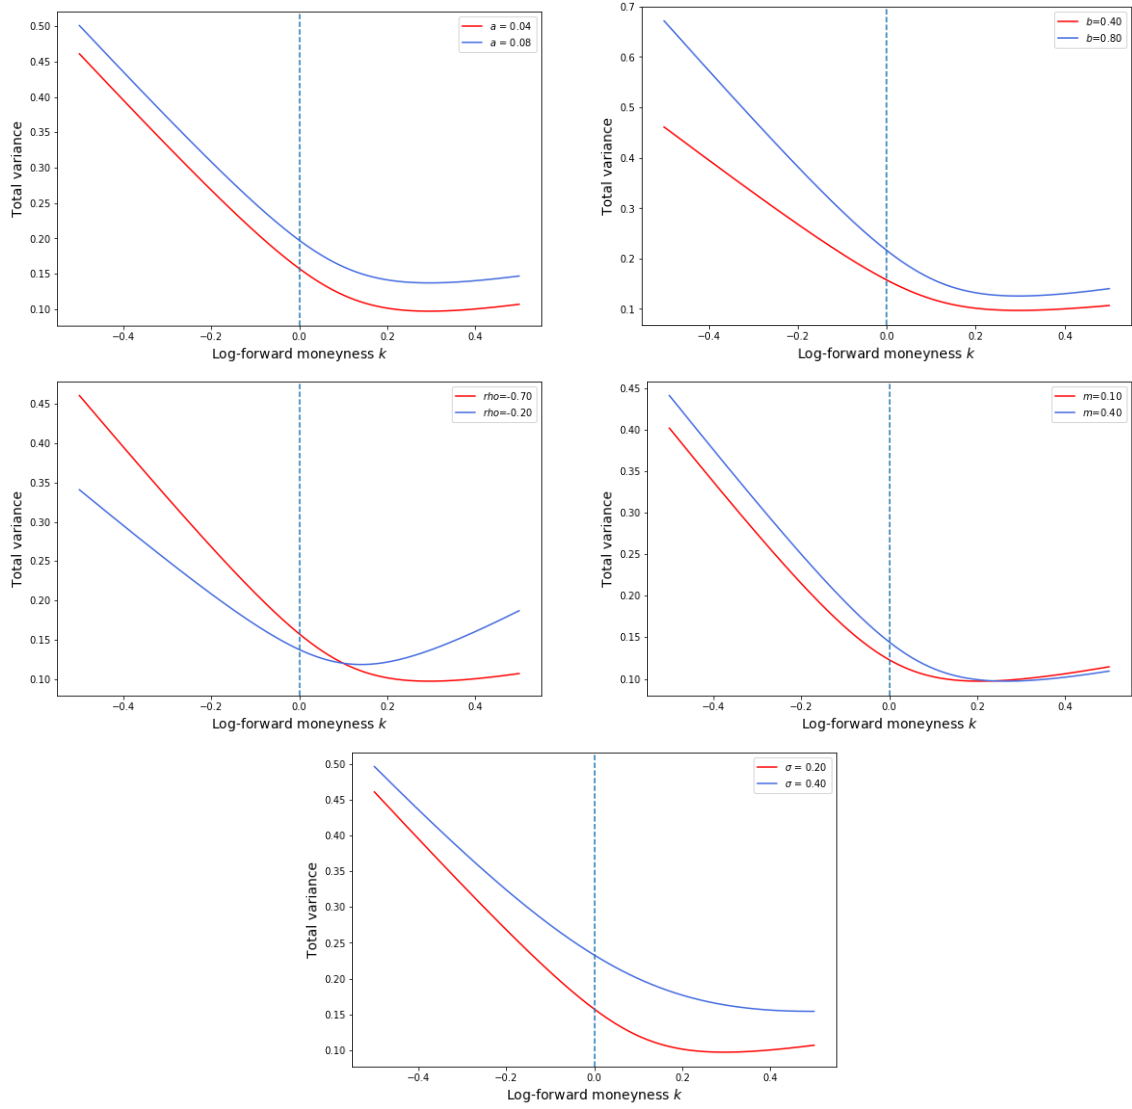 a = 0.04
a = 0.08
0.50
0.45
0.40
0.35
0.30
0.25
0.20
0.15
0.10
Total variance
−0.4 −0.2 0.0 0.2 0.4
Log-forward moneyness k
b=0.40
b=0.80
0.7
0.6
0.5
0.4
0.3
0.2
0.1
Total variance
−0.4 −0.2 0.0 0.2 0.4
Log-forward moneyness k
rho=-0.70
rho=-0.20
0.45
0.40
0.35
0.30
0.25
0.20
0.15
0.10
Total variance
−0.4 −0.2 0.0 0.2 0.4
Log-forward moneyness k
m=0.10
m=0.40
0.45
0.40
0.35
0.30
0.25
0.20
0.15
0.10
Total variance
−0.4 −0.2 0.0 0.2 0.4
Log-forward moneyness k
σ = 0.20
σ = 0.40
0.50
0.45
0.40
0.35
0.30
0.25
0.20
0.15
0.10
Total variance
−0.4 −0.2 0.0 0.2 0.4
Log-forward moneyness k